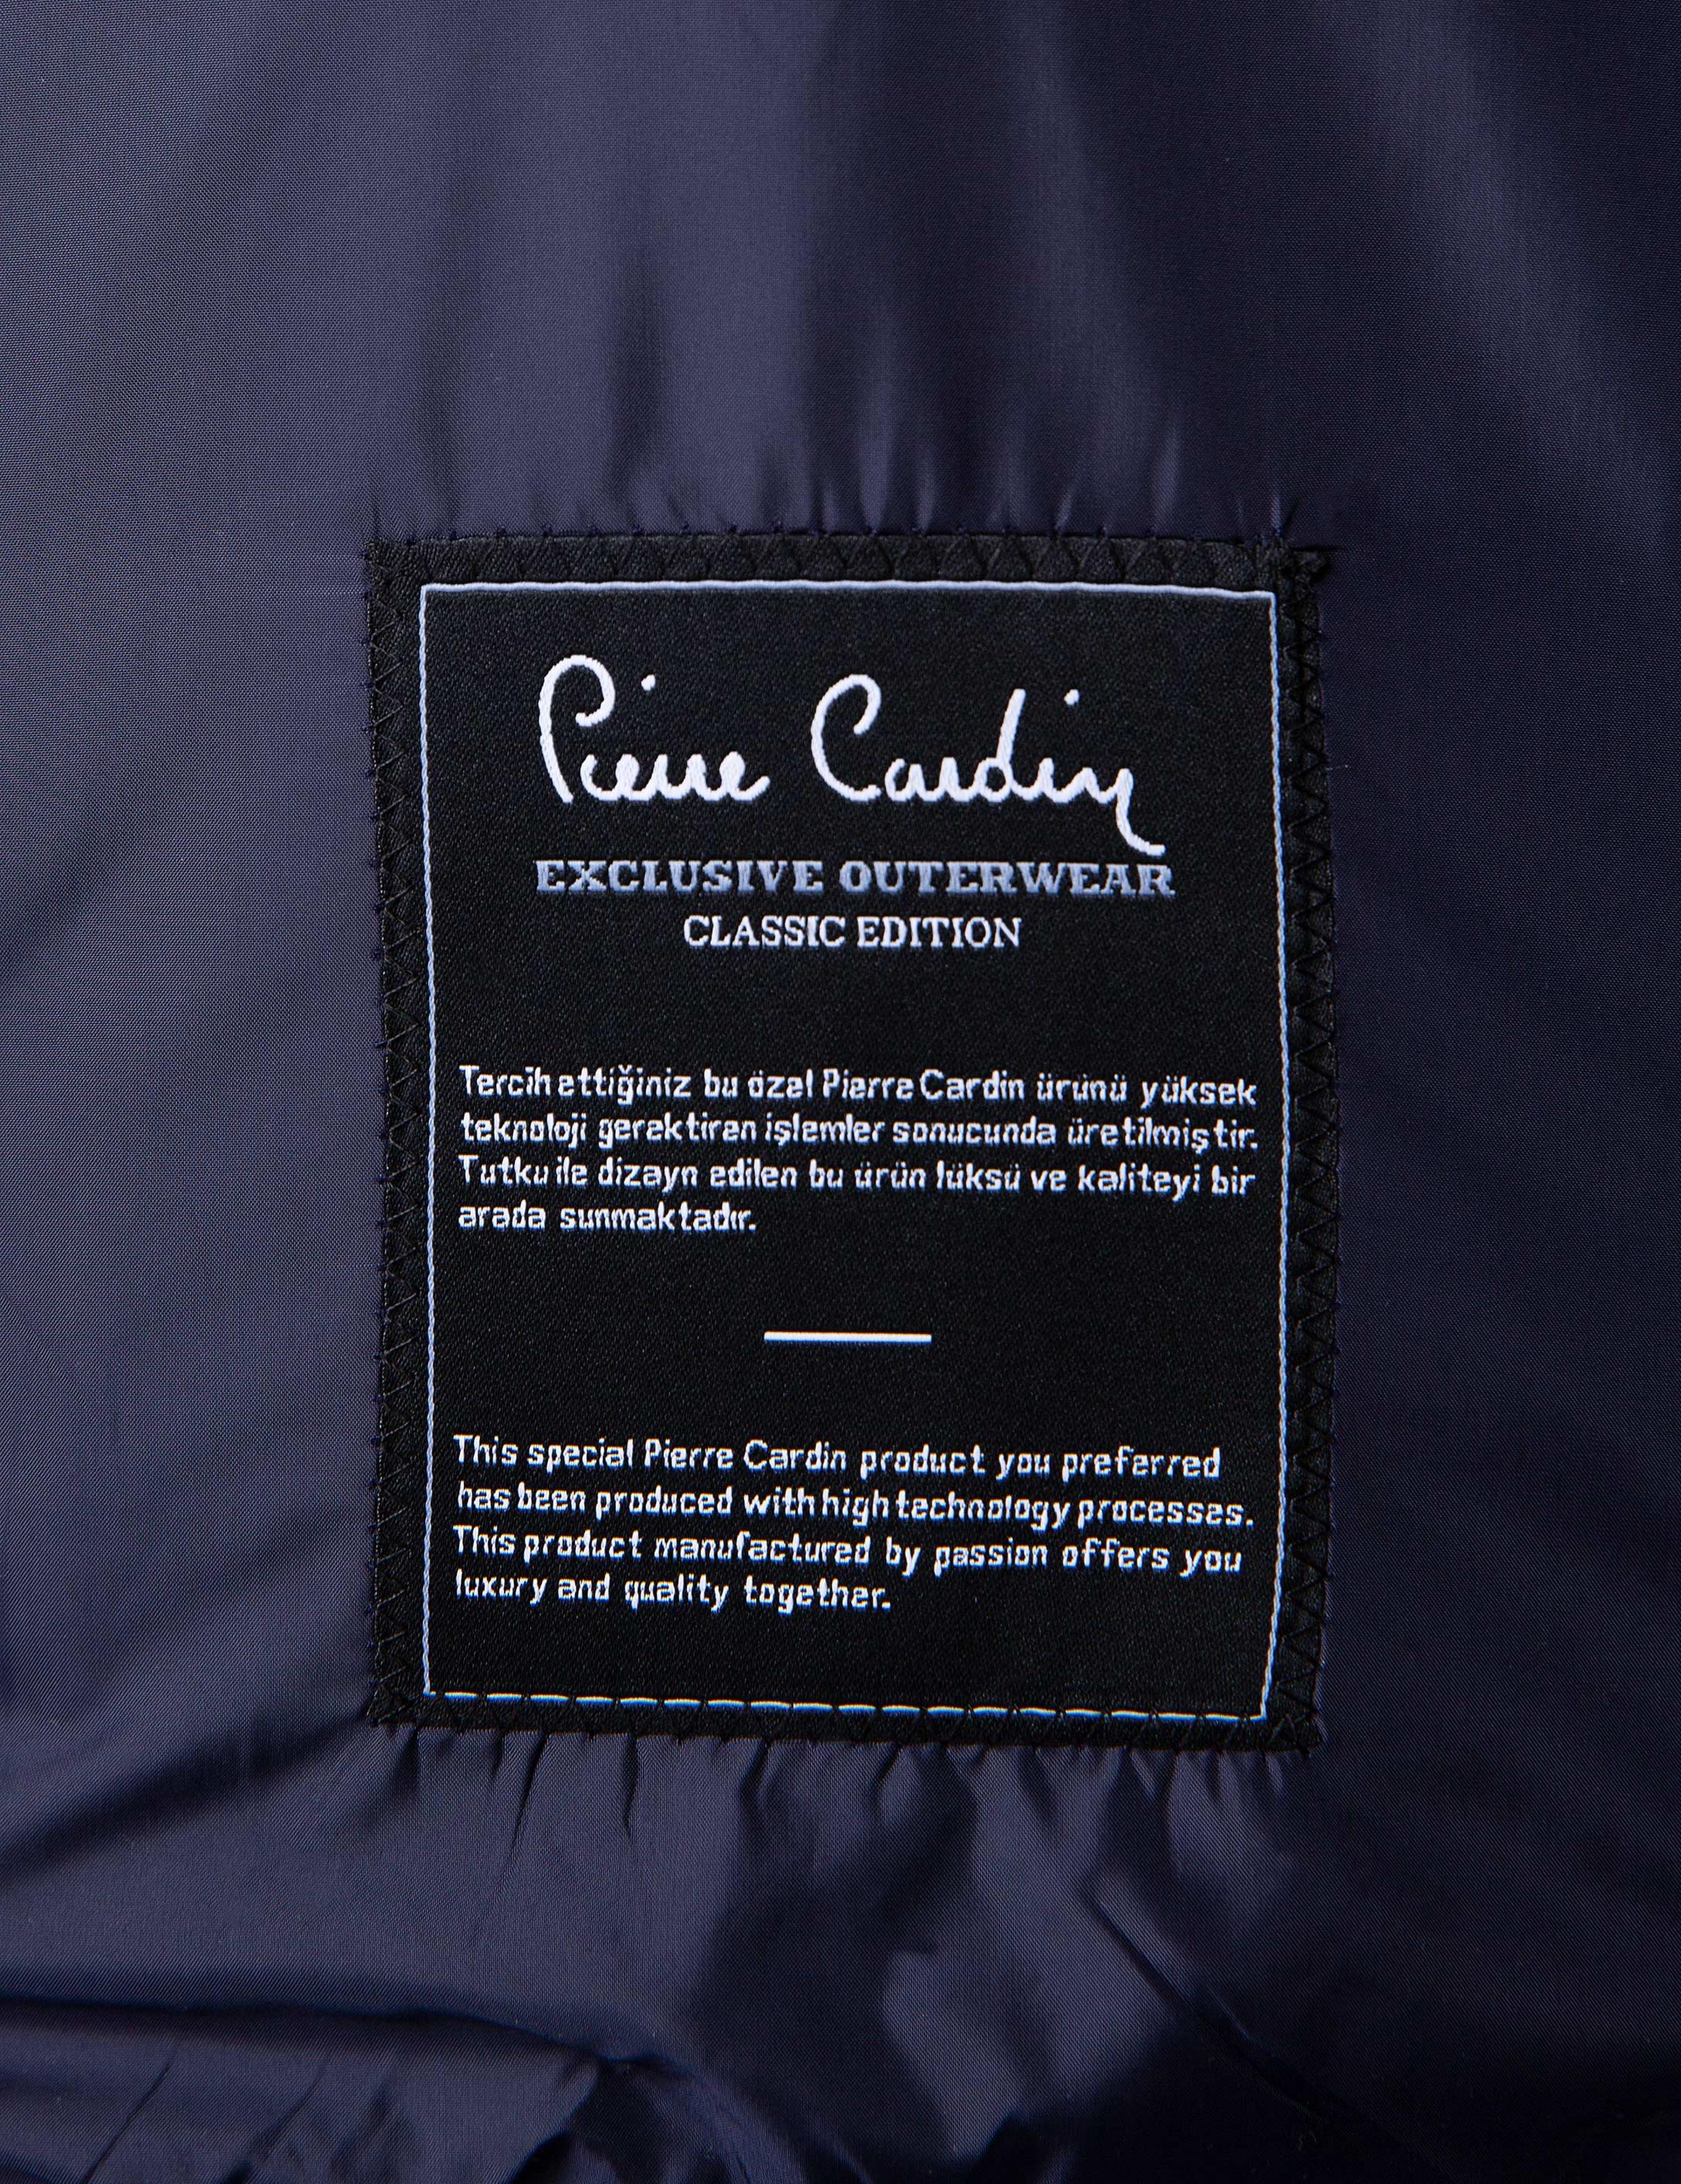 Pierre Cardin
EXCLUSIVE OUTERWEAR
CLASSIC EDITION
Tercih ettiğiniz bu özel Pierre Cardin ürünü yüksek
teknoloji gerektiren işlemler sonucunda üretilmiştir.
Tutku ile dizayn edilen bu ürün lüksü ve kaliteyi bir
arada sunmaktadır.
This special Pierre Cardin product you preferred
has been produced with high technology processes.
This product manufactured by passion offers you
luxury and quality together.